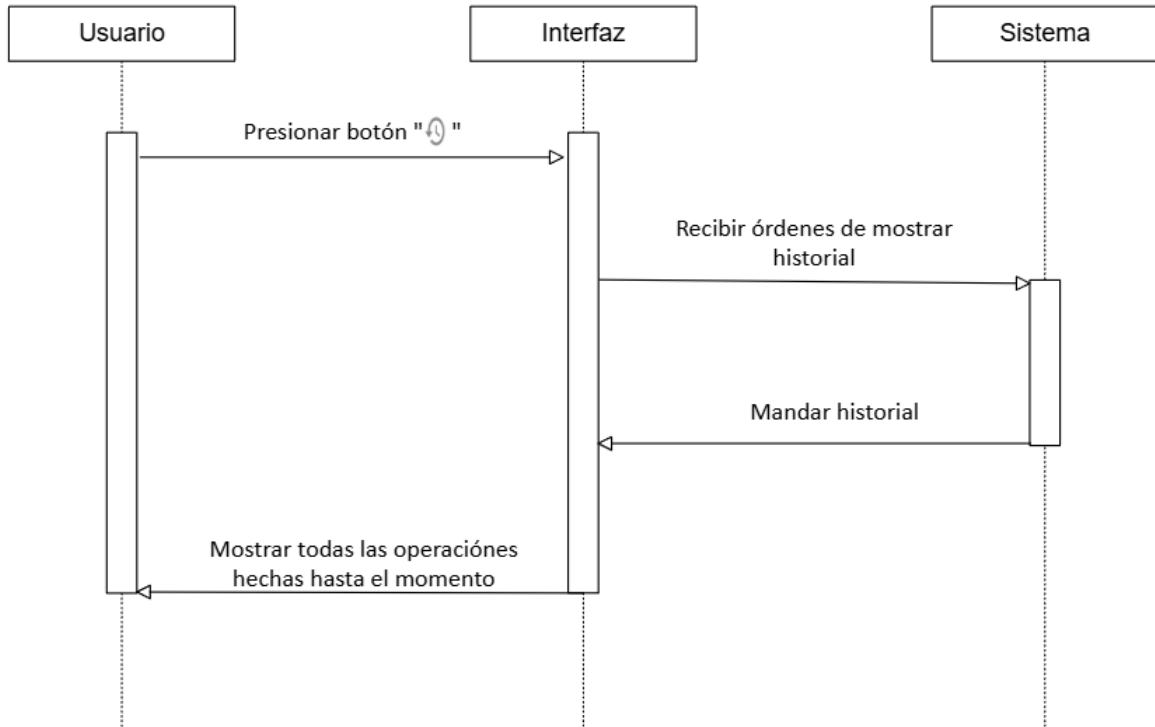 Usuario
Interfaz
Sistema
Presionar botón " "
Recibir órdenes de mostrar
historial
Mandar historial
Mostrar todas las operaciónes
hechas hasta el momento